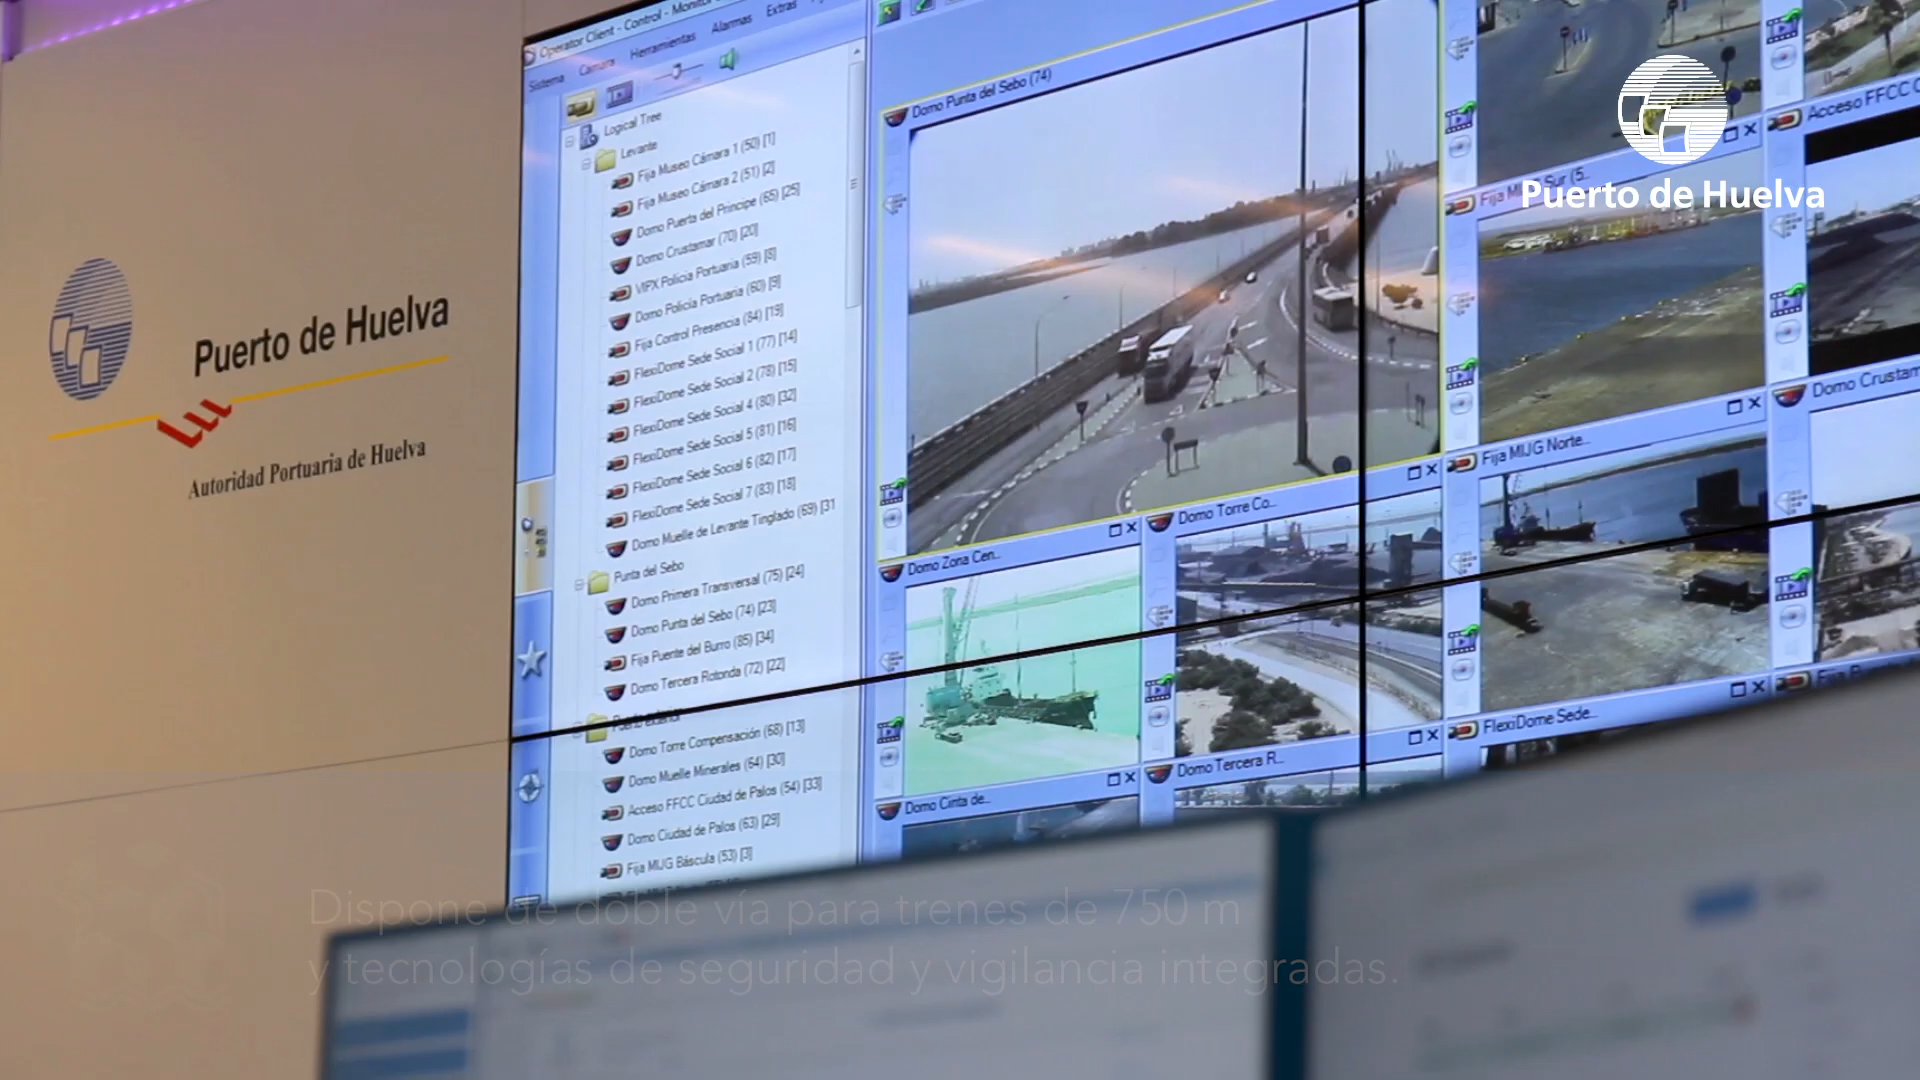 Puerto de Huelva
Autoridad Portuaria de Huelva
Operator Client - Control - Monitor
Sistema Cámara Herramientas Alarmas Extras
Logical Tree
Levante
Fija Museo Cámara 1 (50) [1]
Fija Museo Cámara 2 (51) [2]
Domo Puerta del Principe (65) [25]
Domo Crustamar (70) [20]
VIPX Policia Portuaria (59) [8]
Domo Policia Portuaria (60) [9]
Fija Control Presencia (84) [19]
FlexiDome Sede Social 1 (77) [14]
FlexiDome Sede Social 2 (78) [15]
FlexiDome Sede Social 4 (80) [32]
FlexiDome Sede Social 5 (81) [16]
FlexiDome Sede Social 6 (82) [17]
FlexiDome Sede Social 7 (83) [18]
Domo Muelle de Levante Tinglado (69) [31
Punta del Sebo
Domo Primera Transversal (75) [24]
Domo Punta del Sebo (74) [23]
Fija Puente del Burro (85) [34]
Domo Tercera Rotonda (72) [22]
Puerto exterior
Domo Torre Compensación (68) [13]
Domo Muelle Minerales (64) [30]
Acceso FFCC Ciudad de Palos (54) [33]
Domo Ciudad de Palos (63) [29]
Fija MUG Báscula (53) [3]
Domo Punta del Sebo (74)
Domo Zona Cen...
Domo Torre Co...
Domo Cinta de...
Domo Tercera R...
Sur (5...
Fija MUG Norte...
FlexiDome Sede...
Acceso FFCC C
Domo Crustam
Puerto de Huelva
Dispone de doble vía para trenes de 750 m
y tecnologías de seguridad y vigilancia integradas.